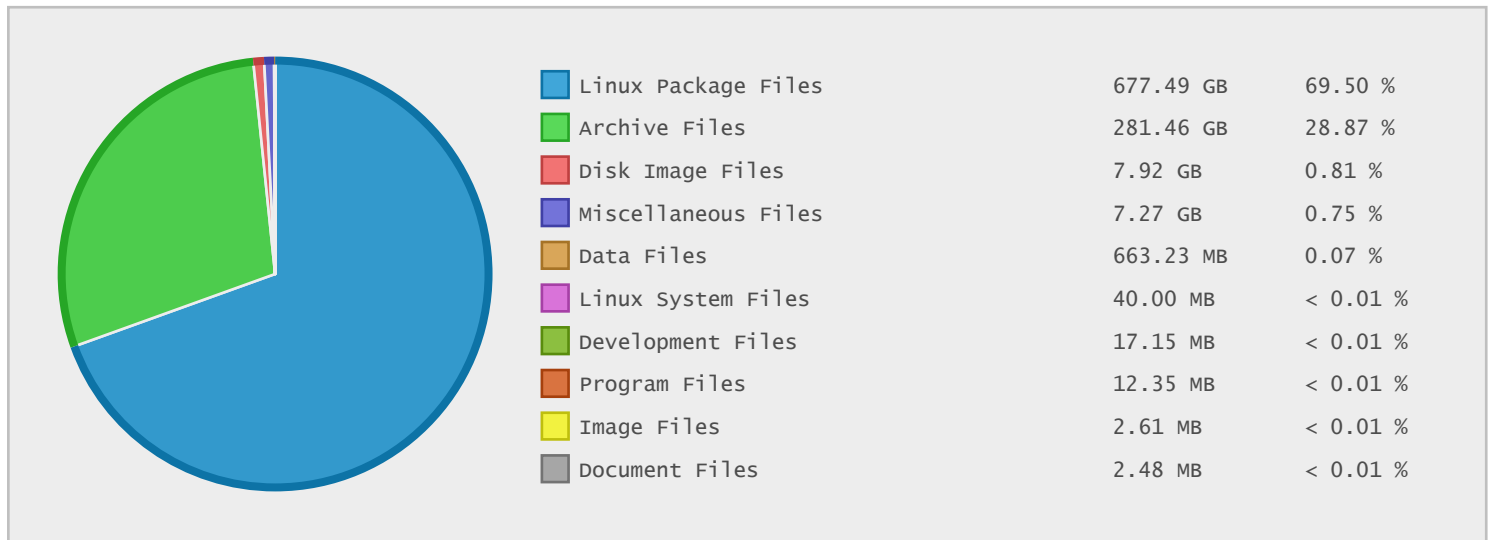 Linux Package Files 677.49 GB 69.50 %
Archive Files 281.46 GB 28.87 %
Disk Image Files 7.92 GB 0.81 %
Miscellaneous Files 7.27 GB 0.75 %
Data Files 663.23 MB 0.07 %
Linux System Files 40.00 MB < 0.01 %
Development Files 17.15 MB < 0.01 %
Program Files 12.35 MB < 0.01 %
Image Files 2.61 MB < 0.01 %
Document Files 2.48 MB < 0.01 %